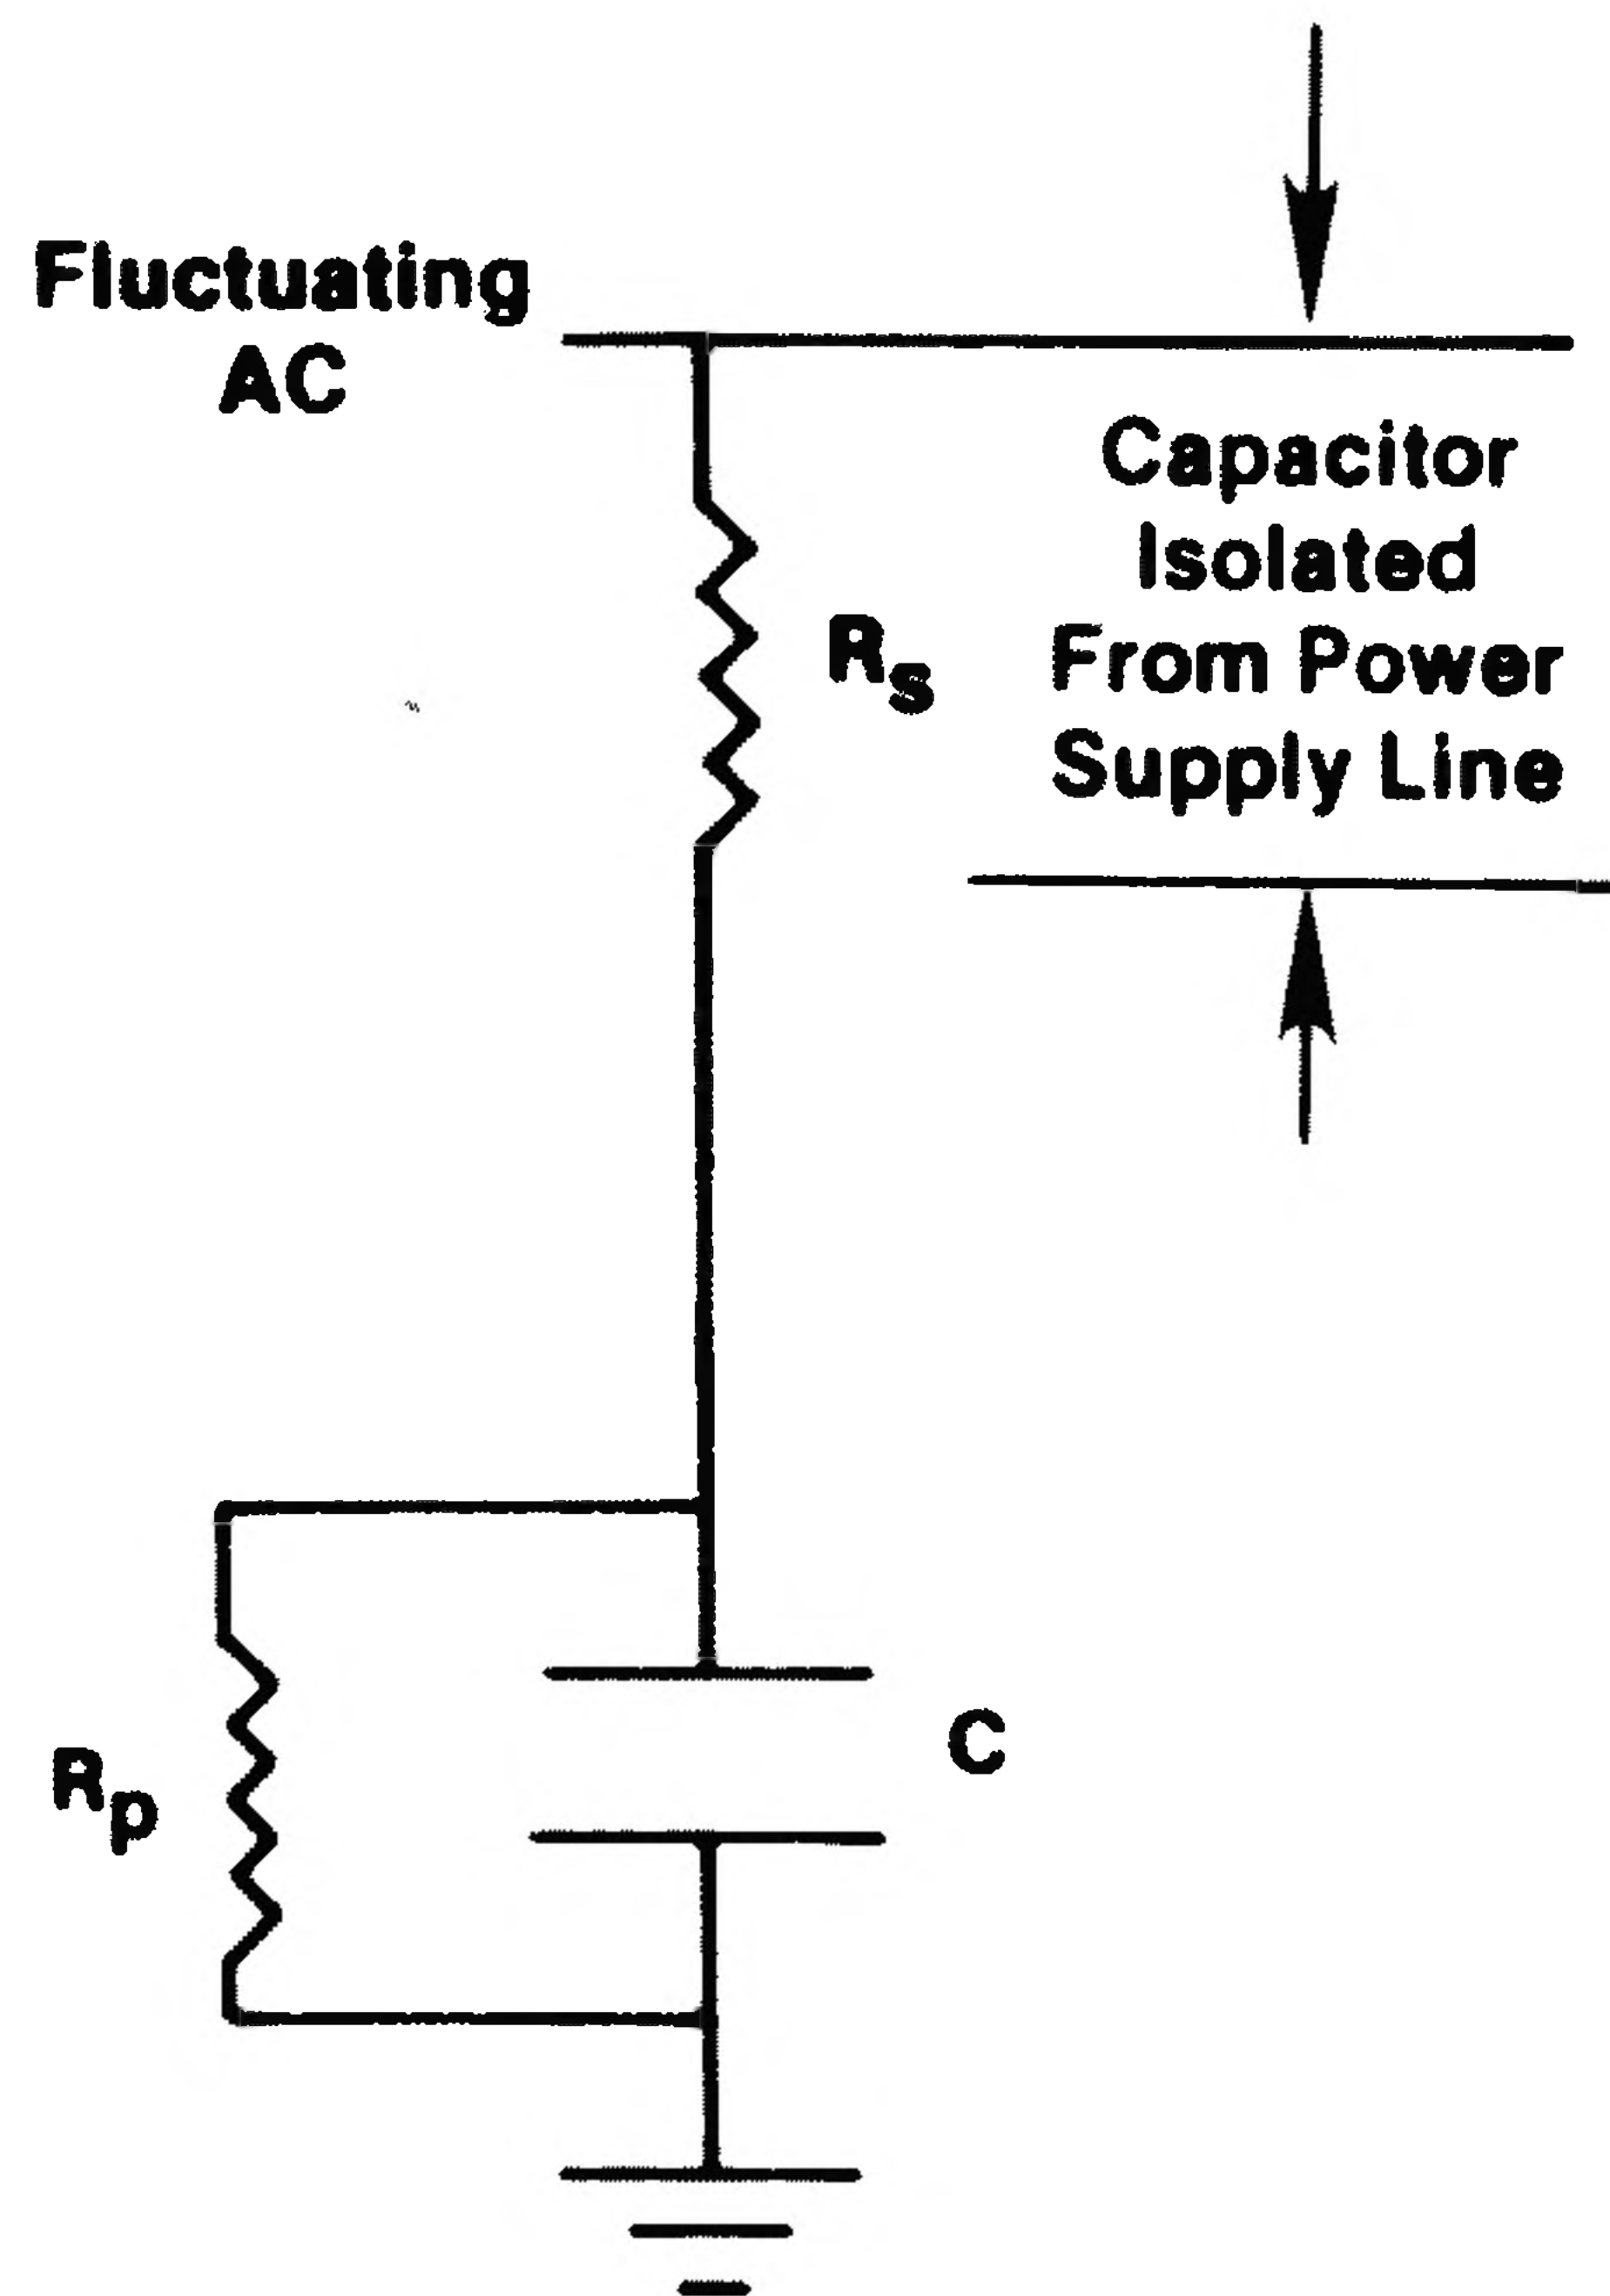 Fluctuating
AC
Capacitor
Isolated
From Power
Supply Line
Rs
C
Rp